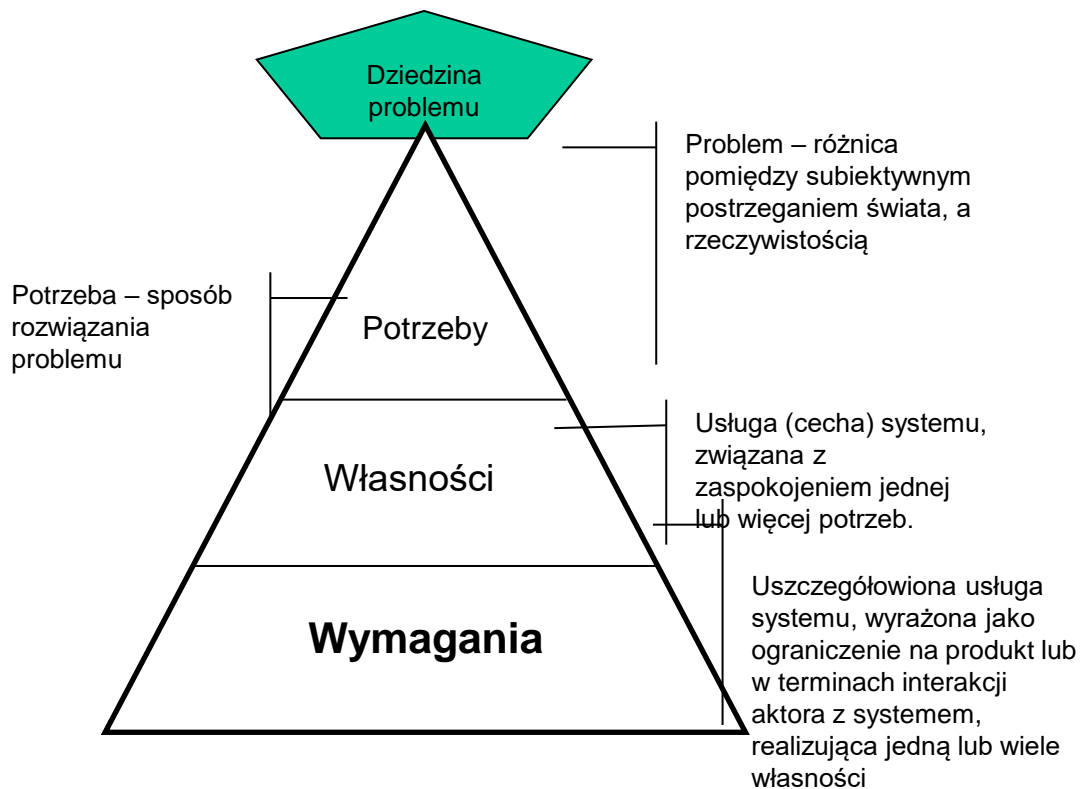 Dziedzina
problemu
Problem – różnica
pomiędzy subiektywnym
postrzeganiem świata, a
rzeczywistością
Potrzeba – sposób
rozwiązania
problemu
Potrzeby
Usługa (cecha) systemu,
związana z
zaspokojeniem jednej
lub więcej potrzeb.
Własności
Uszczegółowiona usługa
systemu, wyrażona jako
ograniczenie na produkt lub
w terminach interakcji
aktora z systemem,
realizująca jedną lub wiele
własności
Wymagania